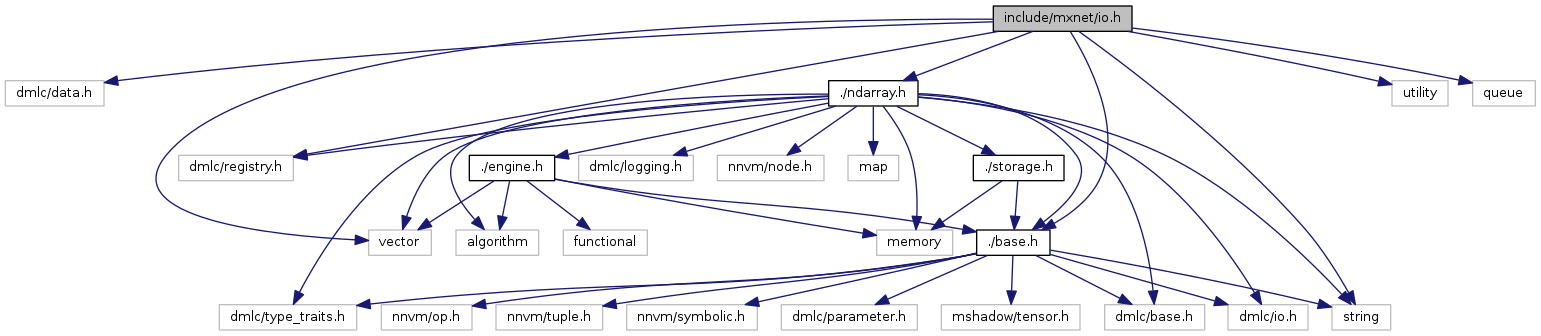 include/mxnet/io.h
dmlc/data.h
./ndarray.h
utility
queue
dmlc/registry.h
./engine.h
dmlc/logging.h
nnvm/node.h
map
./storage.h
vector
algorithm
functional
memory
./base.h
dmlc/type_traits.h
nnvm/op.h
nnvm/tuple.h
nnvm/symbolic.h
dmlc/parameter.h
mshadow/tensor.h
dmlc/base.h
dmlc/io.h
string